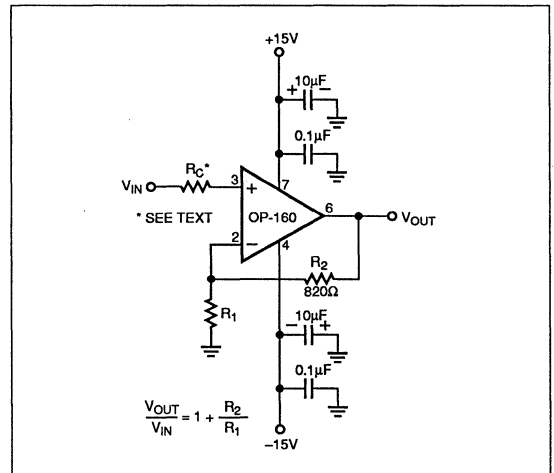 +15V
+ 10µF −
0.1µF
RC*
VIN
3
+
7
* SEE TEXT
OP-160
6
VOUT
2
−
4
R2
820Ω
R1
− 10µF +
0.1µF
VOUT / VIN = 1 + R2 / R1
−15V